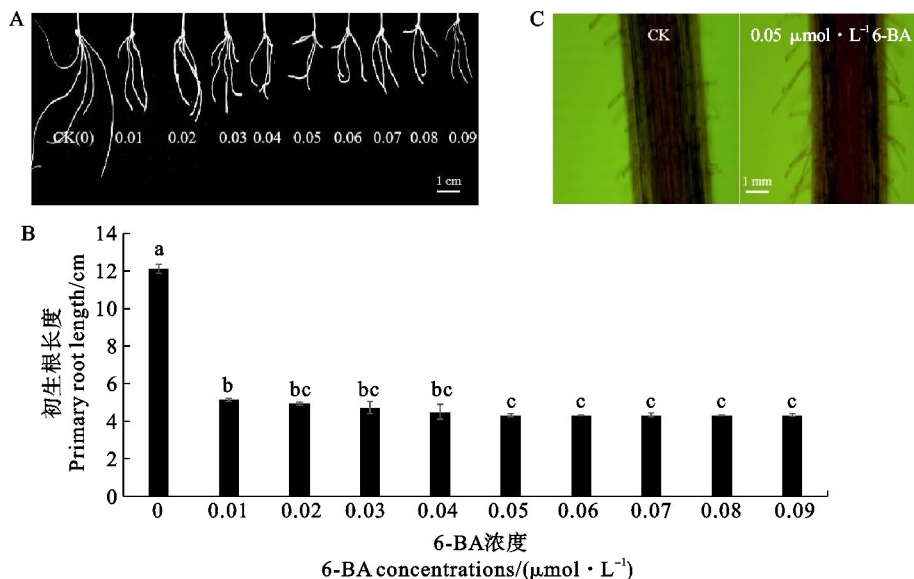 A
CK(0) 0.01 0.02 0.03 0.04 0.05 0.06 0.07 0.08 0.09
1 cm
C
CK
0.05 μmol·L⁻¹ 6-BA
1 mm
B
初生根长度
Primary root length/cm
14
12
10
8
6
4
2
0
a
b
bc
bc
bc
c
c
c
c
c
0 0.01 0.02 0.03 0.04 0.05 0.06 0.07 0.08 0.09
6-BA浓度
6-BA concentrations/(μmol·L⁻¹)